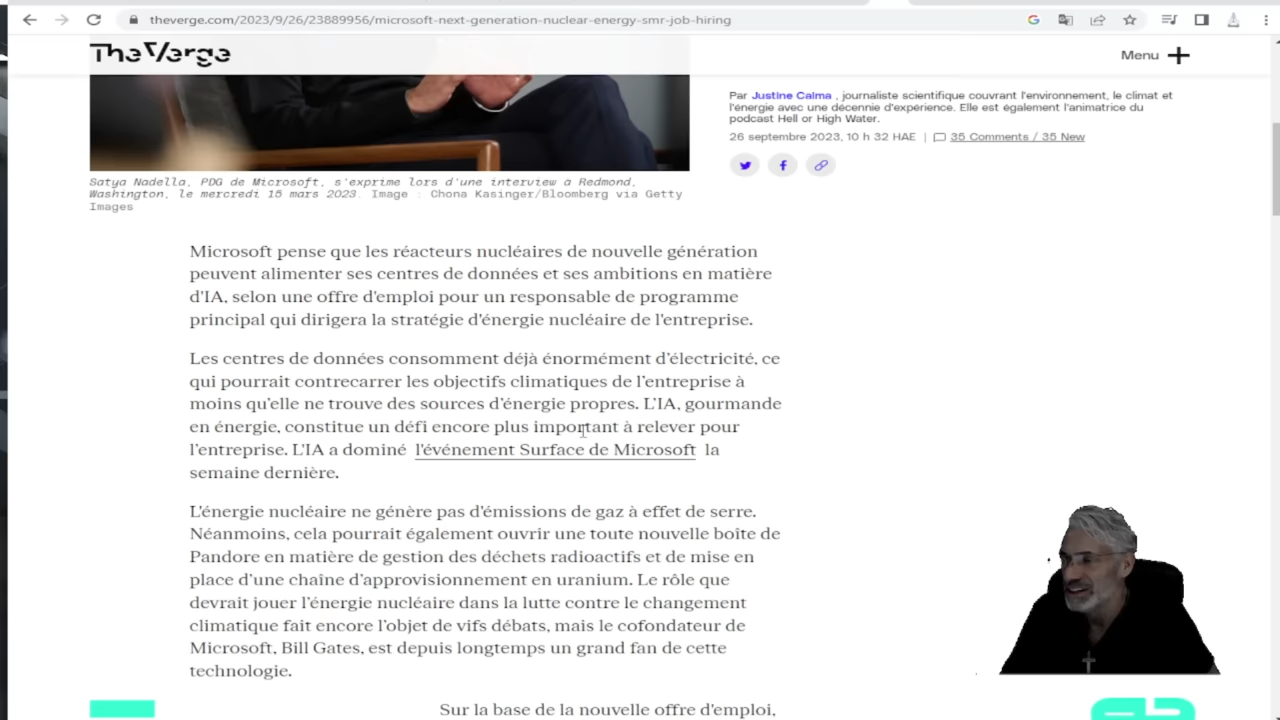 theverge.com/2023/9/26/23889956/microsoft-next-generation-nuclear-energy-smr-job-hiring
TheVerge
Menu
Par Justine Calma , journaliste scientifique couvrant l'environnement, le climat et
l'énergie avec une décennie d'expérience. Elle est également l'animatrice du
podcast Hell or High Water.
26 septembre 2023, 10 h 32 HAE | 35 Comments / 35 New
Satya Nadella, PDG de Microsoft, s'exprime lors d'une interview à Redmond,
Washington, le mercredi 15 mars 2023. Image : Chona Kasinger/Bloomberg via Getty
Images
Microsoft pense que les réacteurs nucléaires de nouvelle génération
peuvent alimenter ses centres de données et ses ambitions en matière
d'IA, selon une offre d'emploi pour un responsable de programme
principal qui dirigera la stratégie d'énergie nucléaire de l'entreprise.
Les centres de données consomment déjà énormément d'électricité, ce
qui pourrait contrecarrer les objectifs climatiques de l'entreprise à
moins qu'elle ne trouve des sources d'énergie propres. L'IA, gourmande
en énergie, constitue un défi encore plus important à relever pour
l'entreprise. L'IA a dominé l'événement Surface de Microsoft la
semaine dernière.
L'énergie nucléaire ne génère pas d'émissions de gaz à effet de serre.
Néanmoins, cela pourrait également ouvrir une toute nouvelle boîte de
Pandore en matière de gestion des déchets radioactifs et de mise en
place d'une chaîne d'approvisionnement en uranium. Le rôle que
devrait jouer l'énergie nucléaire dans la lutte contre le changement
climatique fait encore l'objet de vifs débats, mais le cofondateur de
Microsoft, Bill Gates, est depuis longtemps un grand fan de cette
technologie.
Sur la base de la nouvelle offre d'emploi,